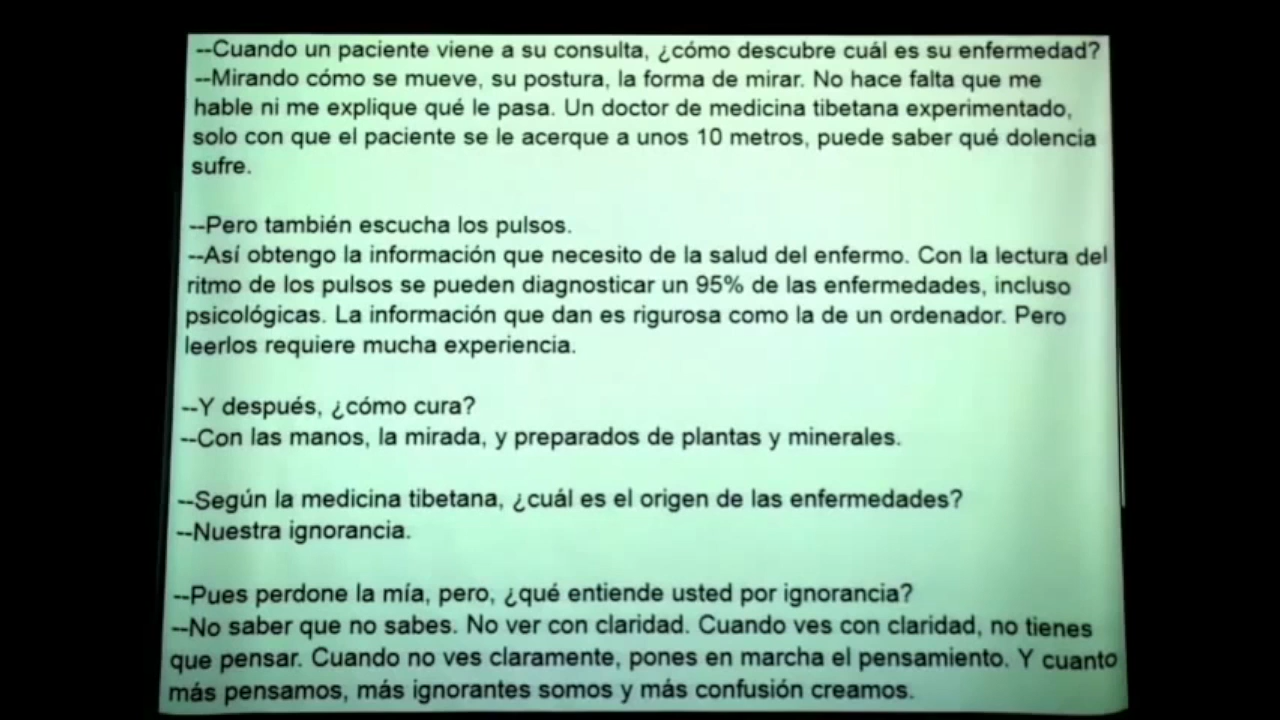 --Cuando un paciente viene a su consulta, ¿cómo descubre cuál es su enfermedad?
--Mirando cómo se mueve, su postura, la forma de mirar. No hace falta que me
hable ni me explique qué le pasa. Un doctor de medicina tibetana experimentado,
solo con que el paciente se le acerque a unos 10 metros, puede saber qué dolencia
sufre.
--Pero también escucha los pulsos.
--Así obtengo la información que necesito de la salud del enfermo. Con la lectura del
ritmo de los pulsos se pueden diagnosticar un 95% de las enfermedades, incluso
psicológicas. La información que dan es rigurosa como la de un ordenador. Pero
leerlos requiere mucha experiencia.
--Y después, ¿cómo cura?
--Con las manos, la mirada, y preparados de plantas y minerales.
--Según la medicina tibetana, ¿cuál es el origen de las enfermedades?
--Nuestra ignorancia.
--Pues perdone la mía, pero, ¿qué entiende usted por ignorancia?
--No saber que no sabes. No ver con claridad. Cuando ves con claridad, no tienes
que pensar. Cuando no ves claramente, pones en marcha el pensamiento. Y cuanto
más pensamos, más ignorantes somos y más confusión creamos.